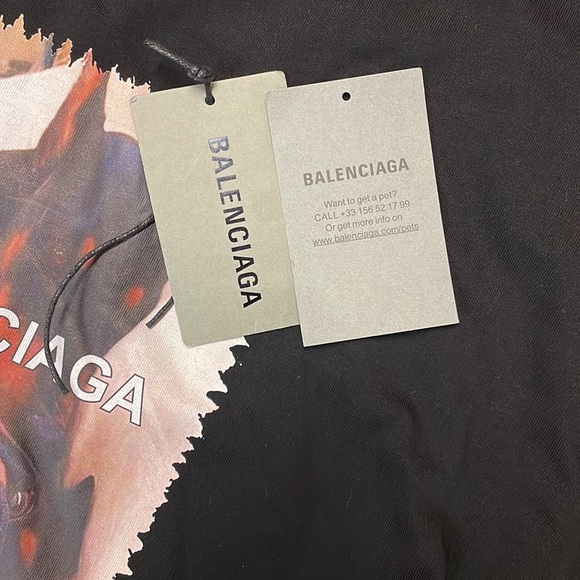 BALENCIAGA
BALENCIAGA
Want to get a pet?
CALL +33 156 52 17 99
Or get more info on
www.balenciaga.com/pets
CIAGA